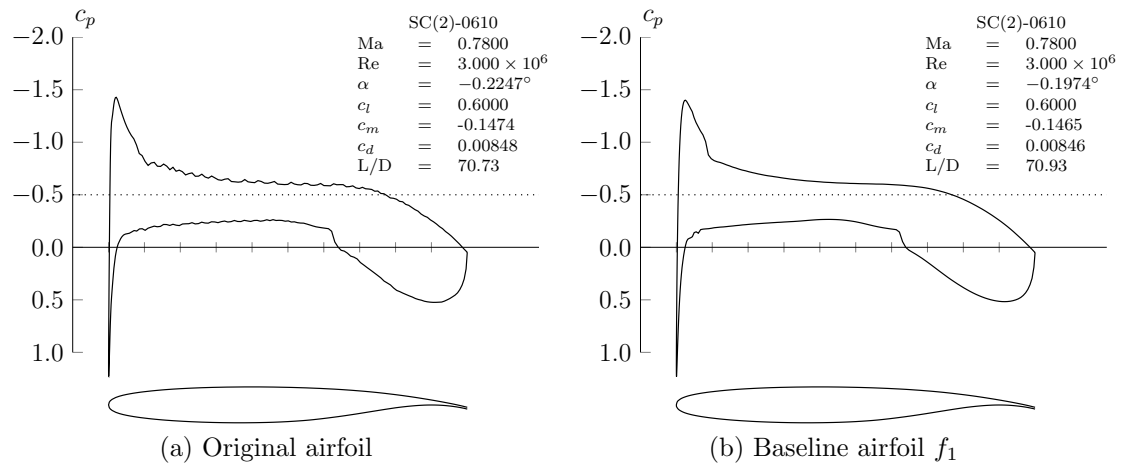 c_p
SC(2)-0610
Ma = 0.7800
Re = 3.000 × 10^6
α = −0.2247°
c_l = 0.6000
c_m = -0.1474
c_d = 0.00848
L/D = 70.73
−2.0
−1.5
−1.0
−0.5
0.0
0.5
1.0
(a) Original airfoil
c_p
SC(2)-0610
Ma = 0.7800
Re = 3.000 × 10^6
α = −0.1974°
c_l = 0.6000
c_m = -0.1465
c_d = 0.00846
L/D = 70.93
−2.0
−1.5
−1.0
−0.5
0.0
0.5
1.0
(b) Baseline airfoil f_1